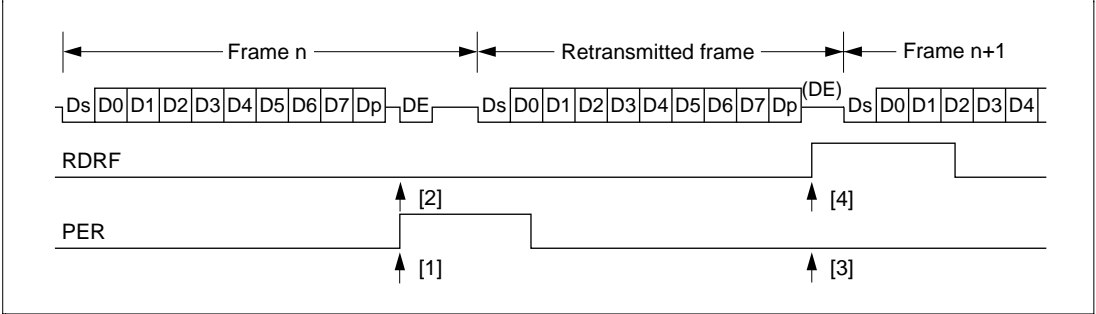 Frame n Retransmitted frame Frame n+1
Ds D0 D1 D2 D3 D4 D5 D6 D7 Dp DE Ds D0 D1 D2 D3 D4 D5 D6 D7 Dp (DE) Ds D0 D1 D2 D3 D4
RDRF
[2] [4]
PER
[1] [3]